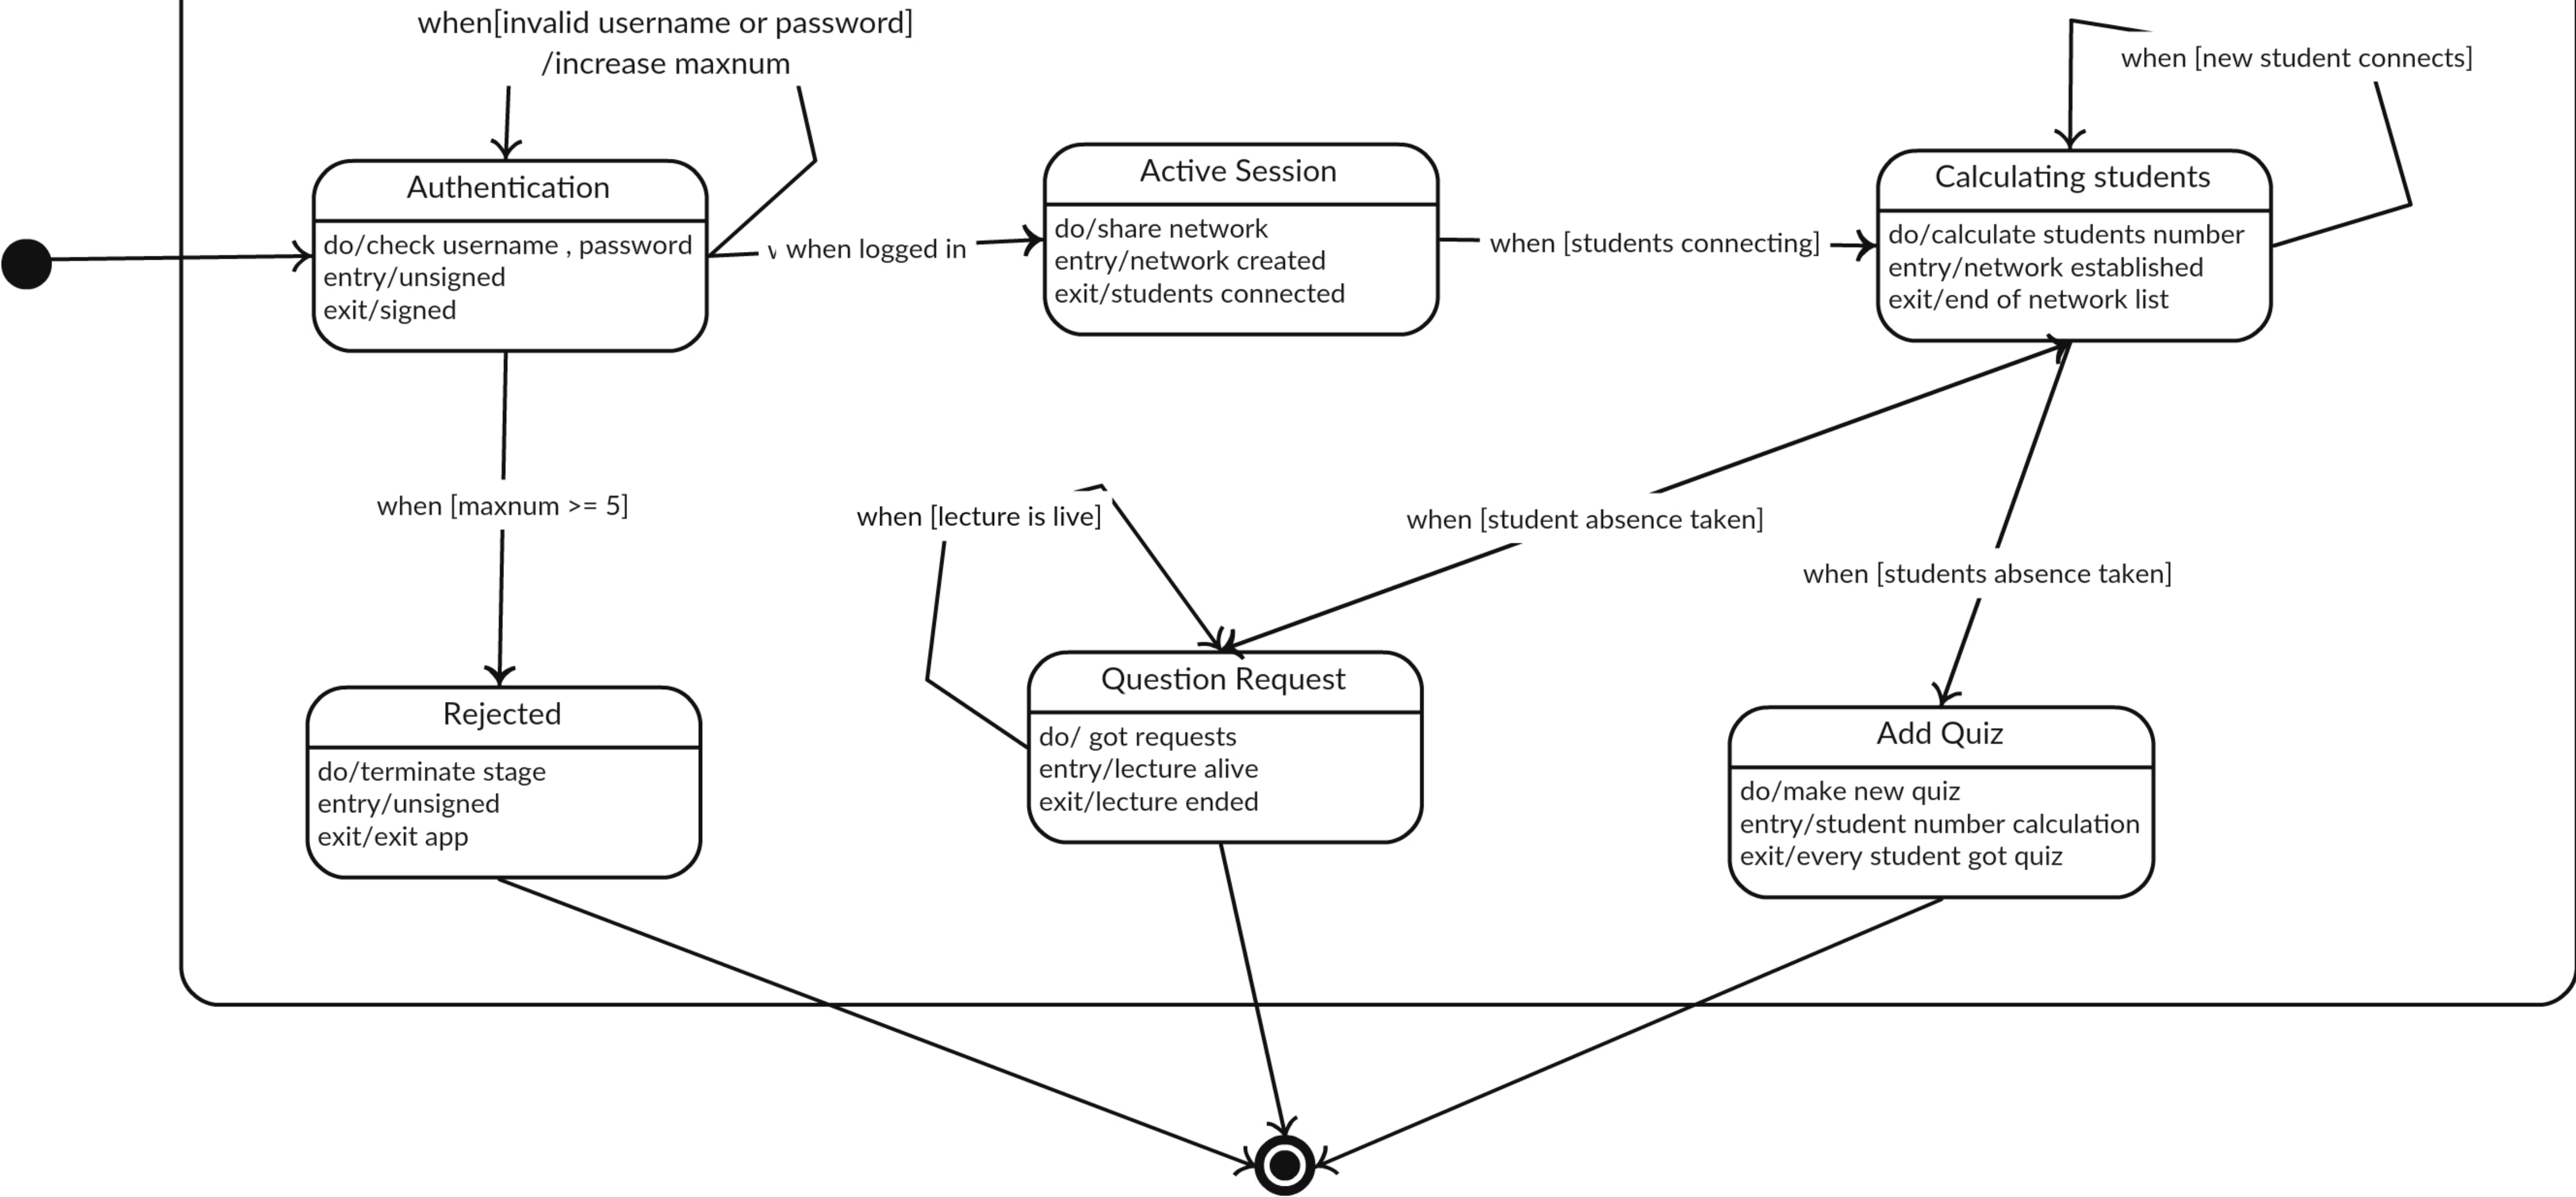 when[invalid username or password]
/increase maxnum
when [new student connects]
Authentication
do/check username , password
entry/unsigned
exit/signed
when logged in
Active Session
do/share network
entry/network created
exit/students connected
when [students connecting]
Calculating students
do/calculate students number
entry/network established
exit/end of network list
when [maxnum >= 5]
when [lecture is live]
when [student absence taken]
when [students absence taken]
Rejected
do/terminate stage
entry/unsigned
exit/exit app
Question Request
do/ got requests
entry/lecture alive
exit/lecture ended
Add Quiz
do/make new quiz
entry/student number calculation
exit/every student got quiz